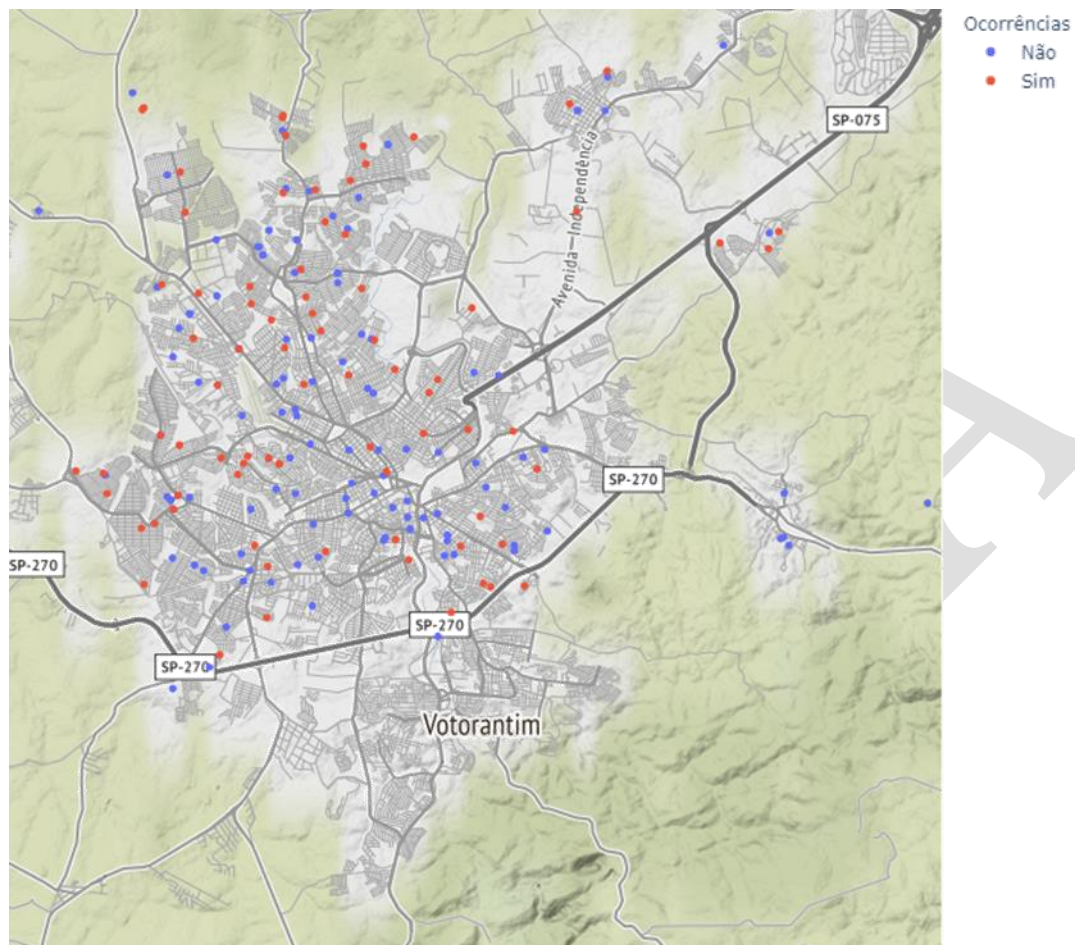 Ocorrências
Não
Sim
SP-075
Avenida—Independência
SP-270
SP-270
SP-270
SP-270
Votorantim